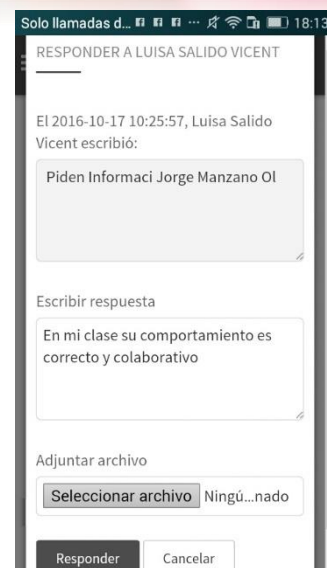 Solo llamadas d... 18:13
RESPONDER A LUISA SALIDO VICENT
El 2016-10-17 10:25:57, Luisa Salido
Vicent escribió:
Piden Informaci Jorge Manzano Ol
Escribir respuesta
En mi clase su comportamiento es
correcto y colaborativo
Adjuntar archivo
Seleccionar archivo Ningú...nado
Responder Cancelar